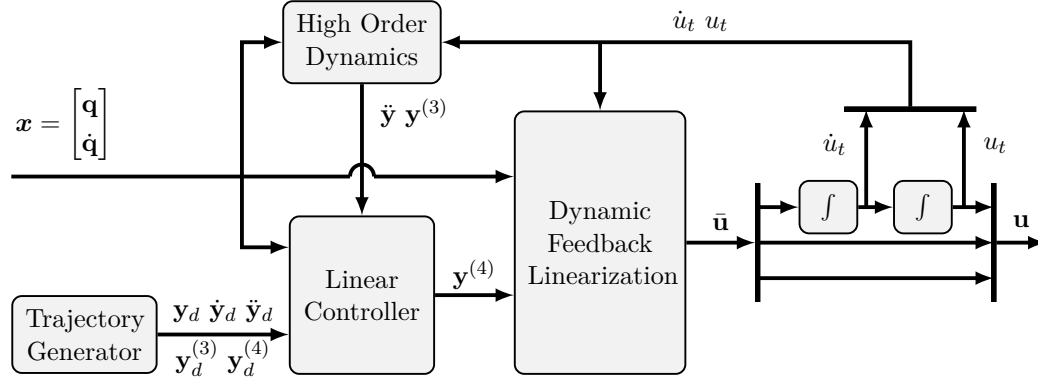 High Order
Dynamics
u̇_t u_t
𝒙 = [𝐪
𝐪̇]
𝐲̈ 𝐲^(3)
u̇_t
u_t
∫
∫
Dynamic
Feedback
Linearization
𝐮̄
𝐮
Linear
Controller
𝐲^(4)
Trajectory
Generator
𝐲_d 𝐲̇_d 𝐲̈_d
𝐲_d^(3) 𝐲_d^(4)